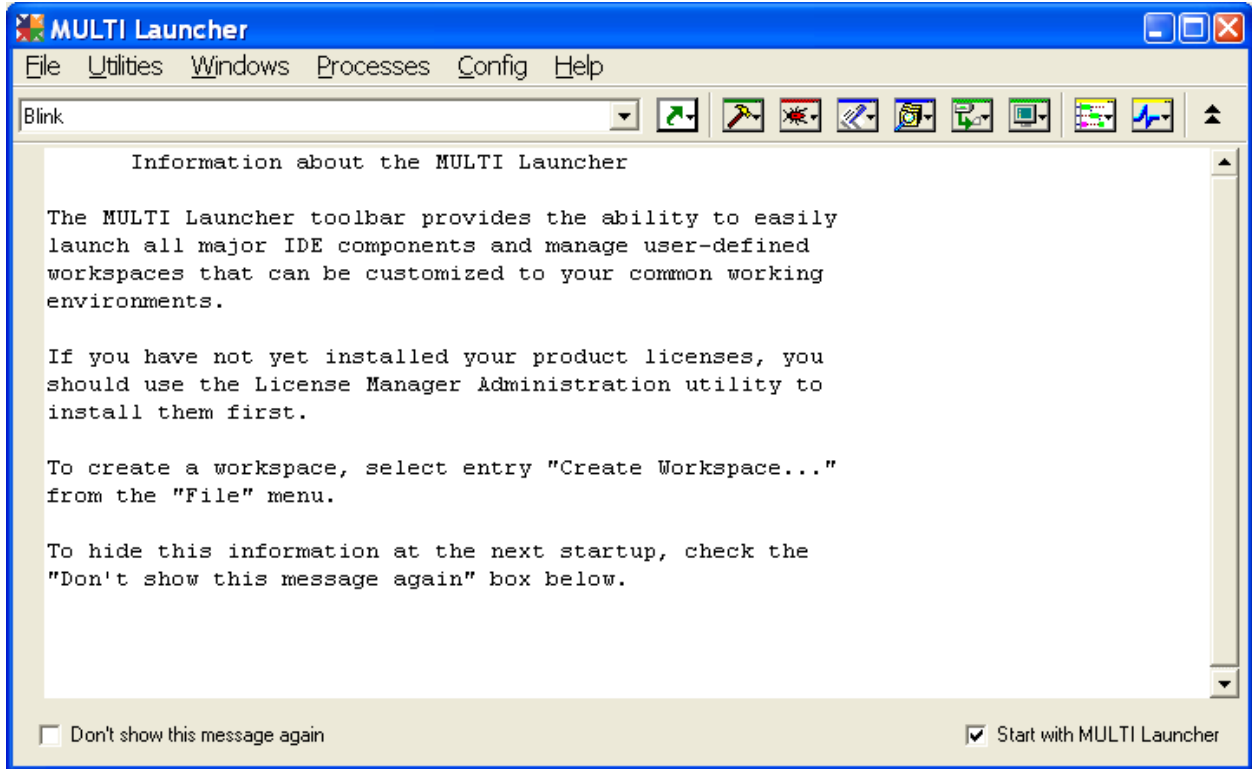 MULTI Launcher
File Utilities Windows Processes Config Help
Blink
Information about the MULTI Launcher
The MULTI Launcher toolbar provides the ability to easily
launch all major IDE components and manage user-defined
workspaces that can be customized to your common working
environments.
If you have not yet installed your product licenses, you
should use the License Manager Administration utility to
install them first.
To create a workspace, select entry "Create Workspace..."
from the "File" menu.
To hide this information at the next startup, check the
"Don't show this message again" box below.
Don't show this message again Start with MULTI Launcher